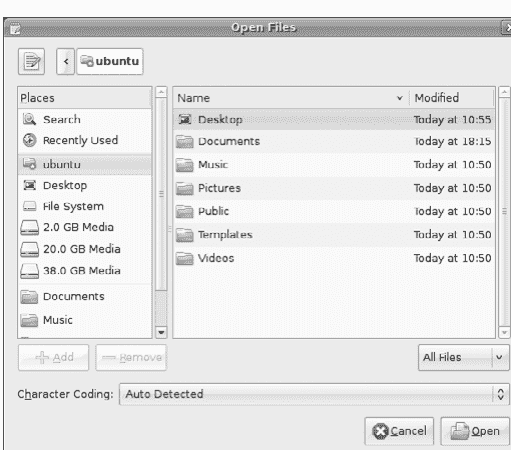 Open Files
ubuntu
Places
Search
Recently Used
ubuntu
Desktop
File System
2.0 GB Media
20.0 GB Media
38.0 GB Media
Documents
Music
Name Modified
Desktop Today at 10:55
Documents Today at 18:15
Music Today at 10:50
Pictures Today at 10:50
Public Today at 10:50
Templates Today at 10:50
Videos Today at 10:50
Add Remove
All Files
Character Coding: Auto Detected
Cancel Open